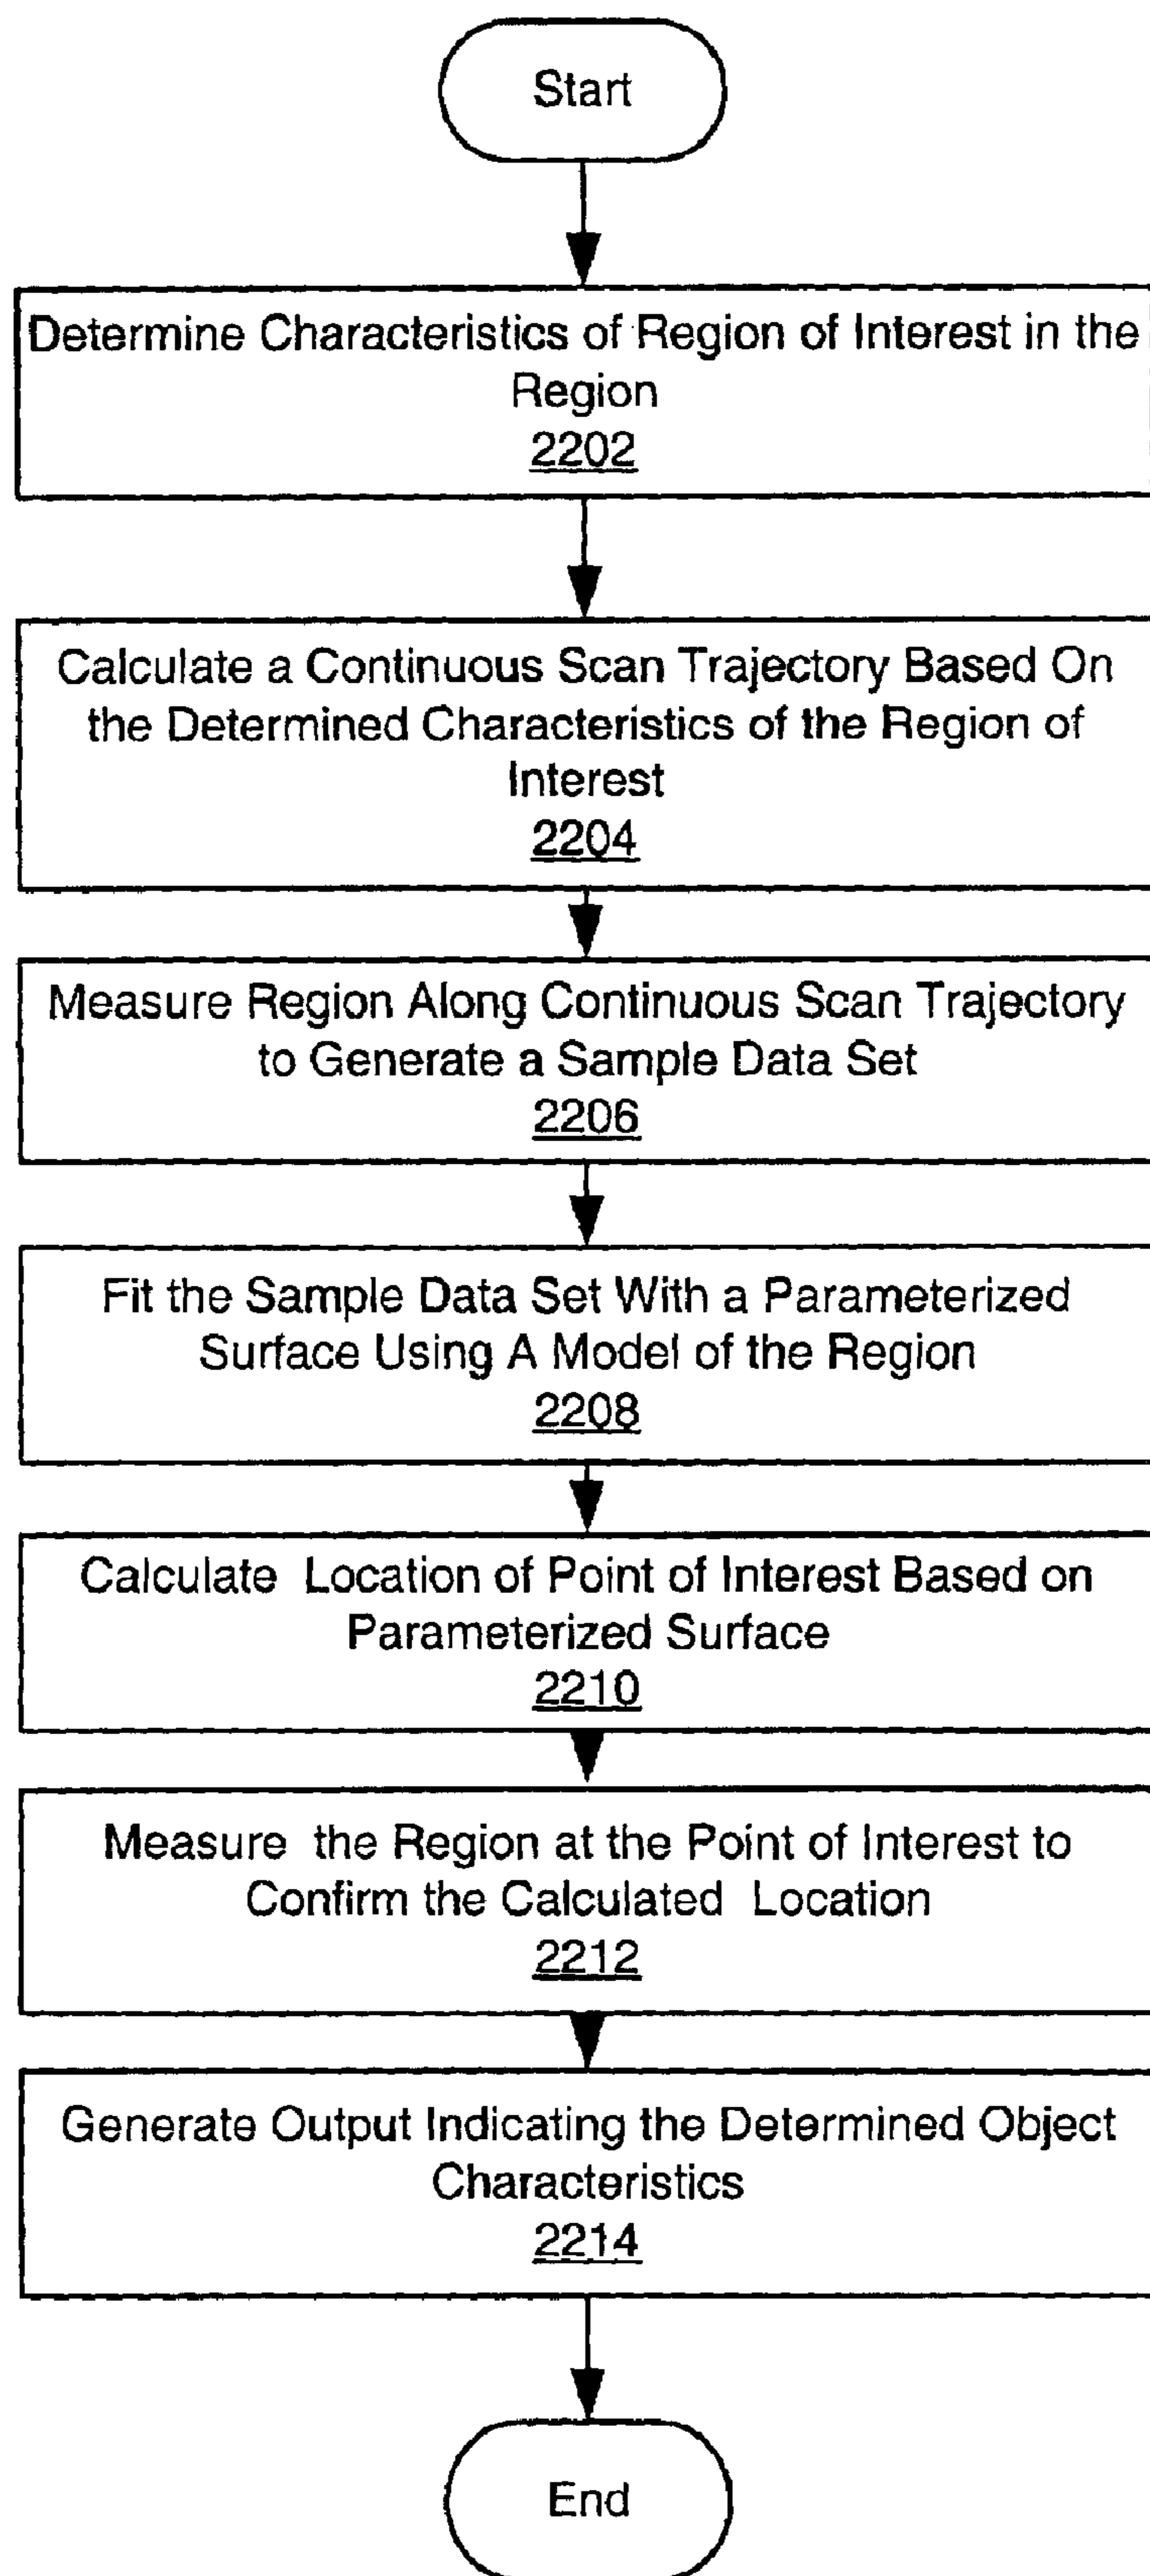 Start
Determine Characteristics of Region of Interest in the
Region
2202
Calculate a Continuous Scan Trajectory Based On
the Determined Characteristics of the Region of
Interest
2204
Measure Region Along Continuous Scan Trajectory
to Generate a Sample Data Set
2206
Fit the Sample Data Set With a Parameterized
Surface Using A Model of the Region
2208
Calculate Location of Point of Interest Based on
Parameterized Surface
2210
Measure the Region at the Point of Interest to
Confirm the Calculated Location
2212
Generate Output Indicating the Determined Object
Characteristics
2214
End